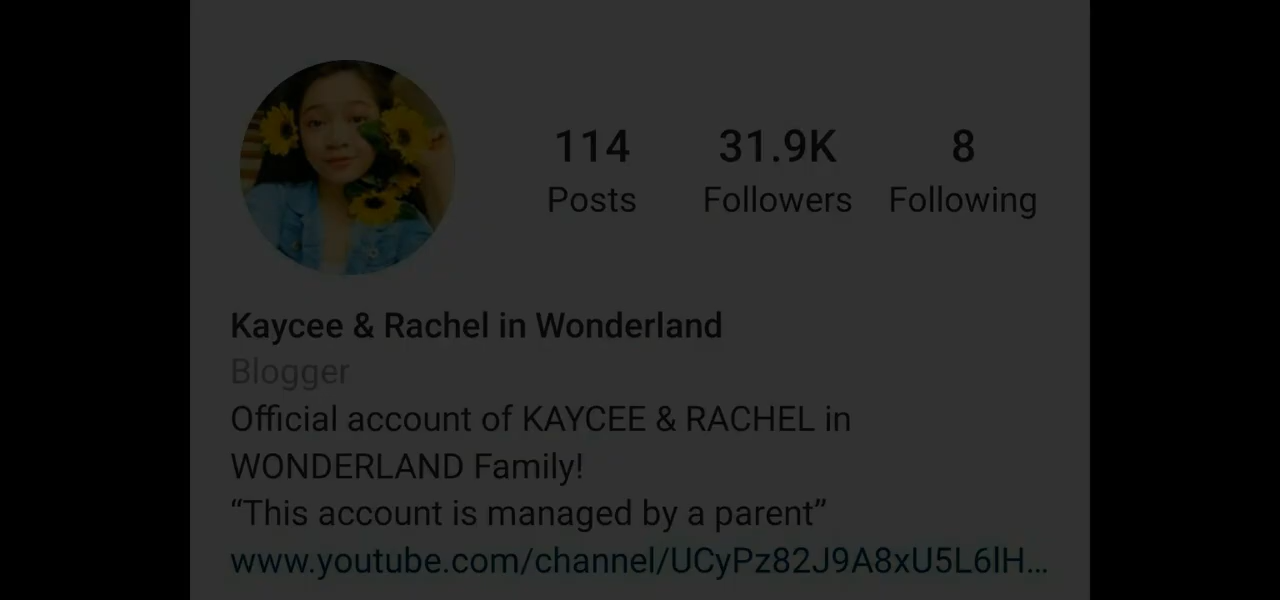 114 31.9K 8
Posts Followers Following
Kaycee & Rachel in Wonderland
Blogger
Official account of KAYCEE & RACHEL in
WONDERLAND Family!
“This account is managed by a parent”
www.youtube.com/channel/UCyPz82J9A8xU5L6lH...